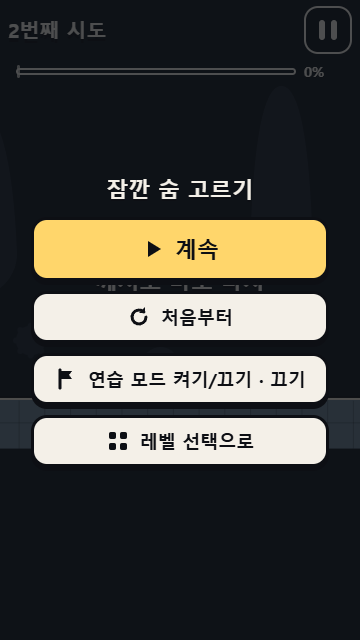 2번째 시도
0%
잠깐 숨 고르기
계속
처음부터
연습 모드 켜기/끄기 · 끄기
레벨 선택으로